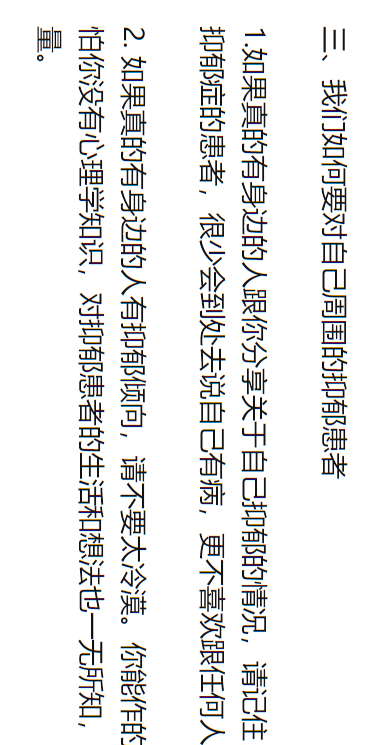 三、我们如何要对自己周围的抑郁患者
1.如果真的有身边的人跟你分享关于自己抑郁的情况，请记住
抑郁症的患者，很少会到处去说自己有病，更不喜欢跟任何人
2. 如果真的有身边的人有抑郁倾向，请不要太冷漠。你能作的
怕你没有心理学知识，对抑郁患者的生活和想法也一无所知，
量。